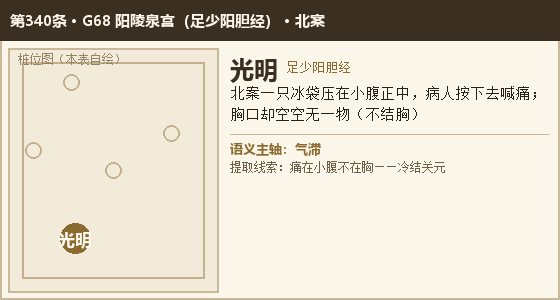 第340条・G68 阳陵泉宫（足少阳胆经）・北案
桩位图（本表自绘）
光明
光明 足少阳胆经
北案一只冰袋压在小腹正中，病人按下去喊痛；
胸口却空空无一物（不结胸）
语义主轴：气滞
提取线索：痛在小腹不在胸——冷结关元